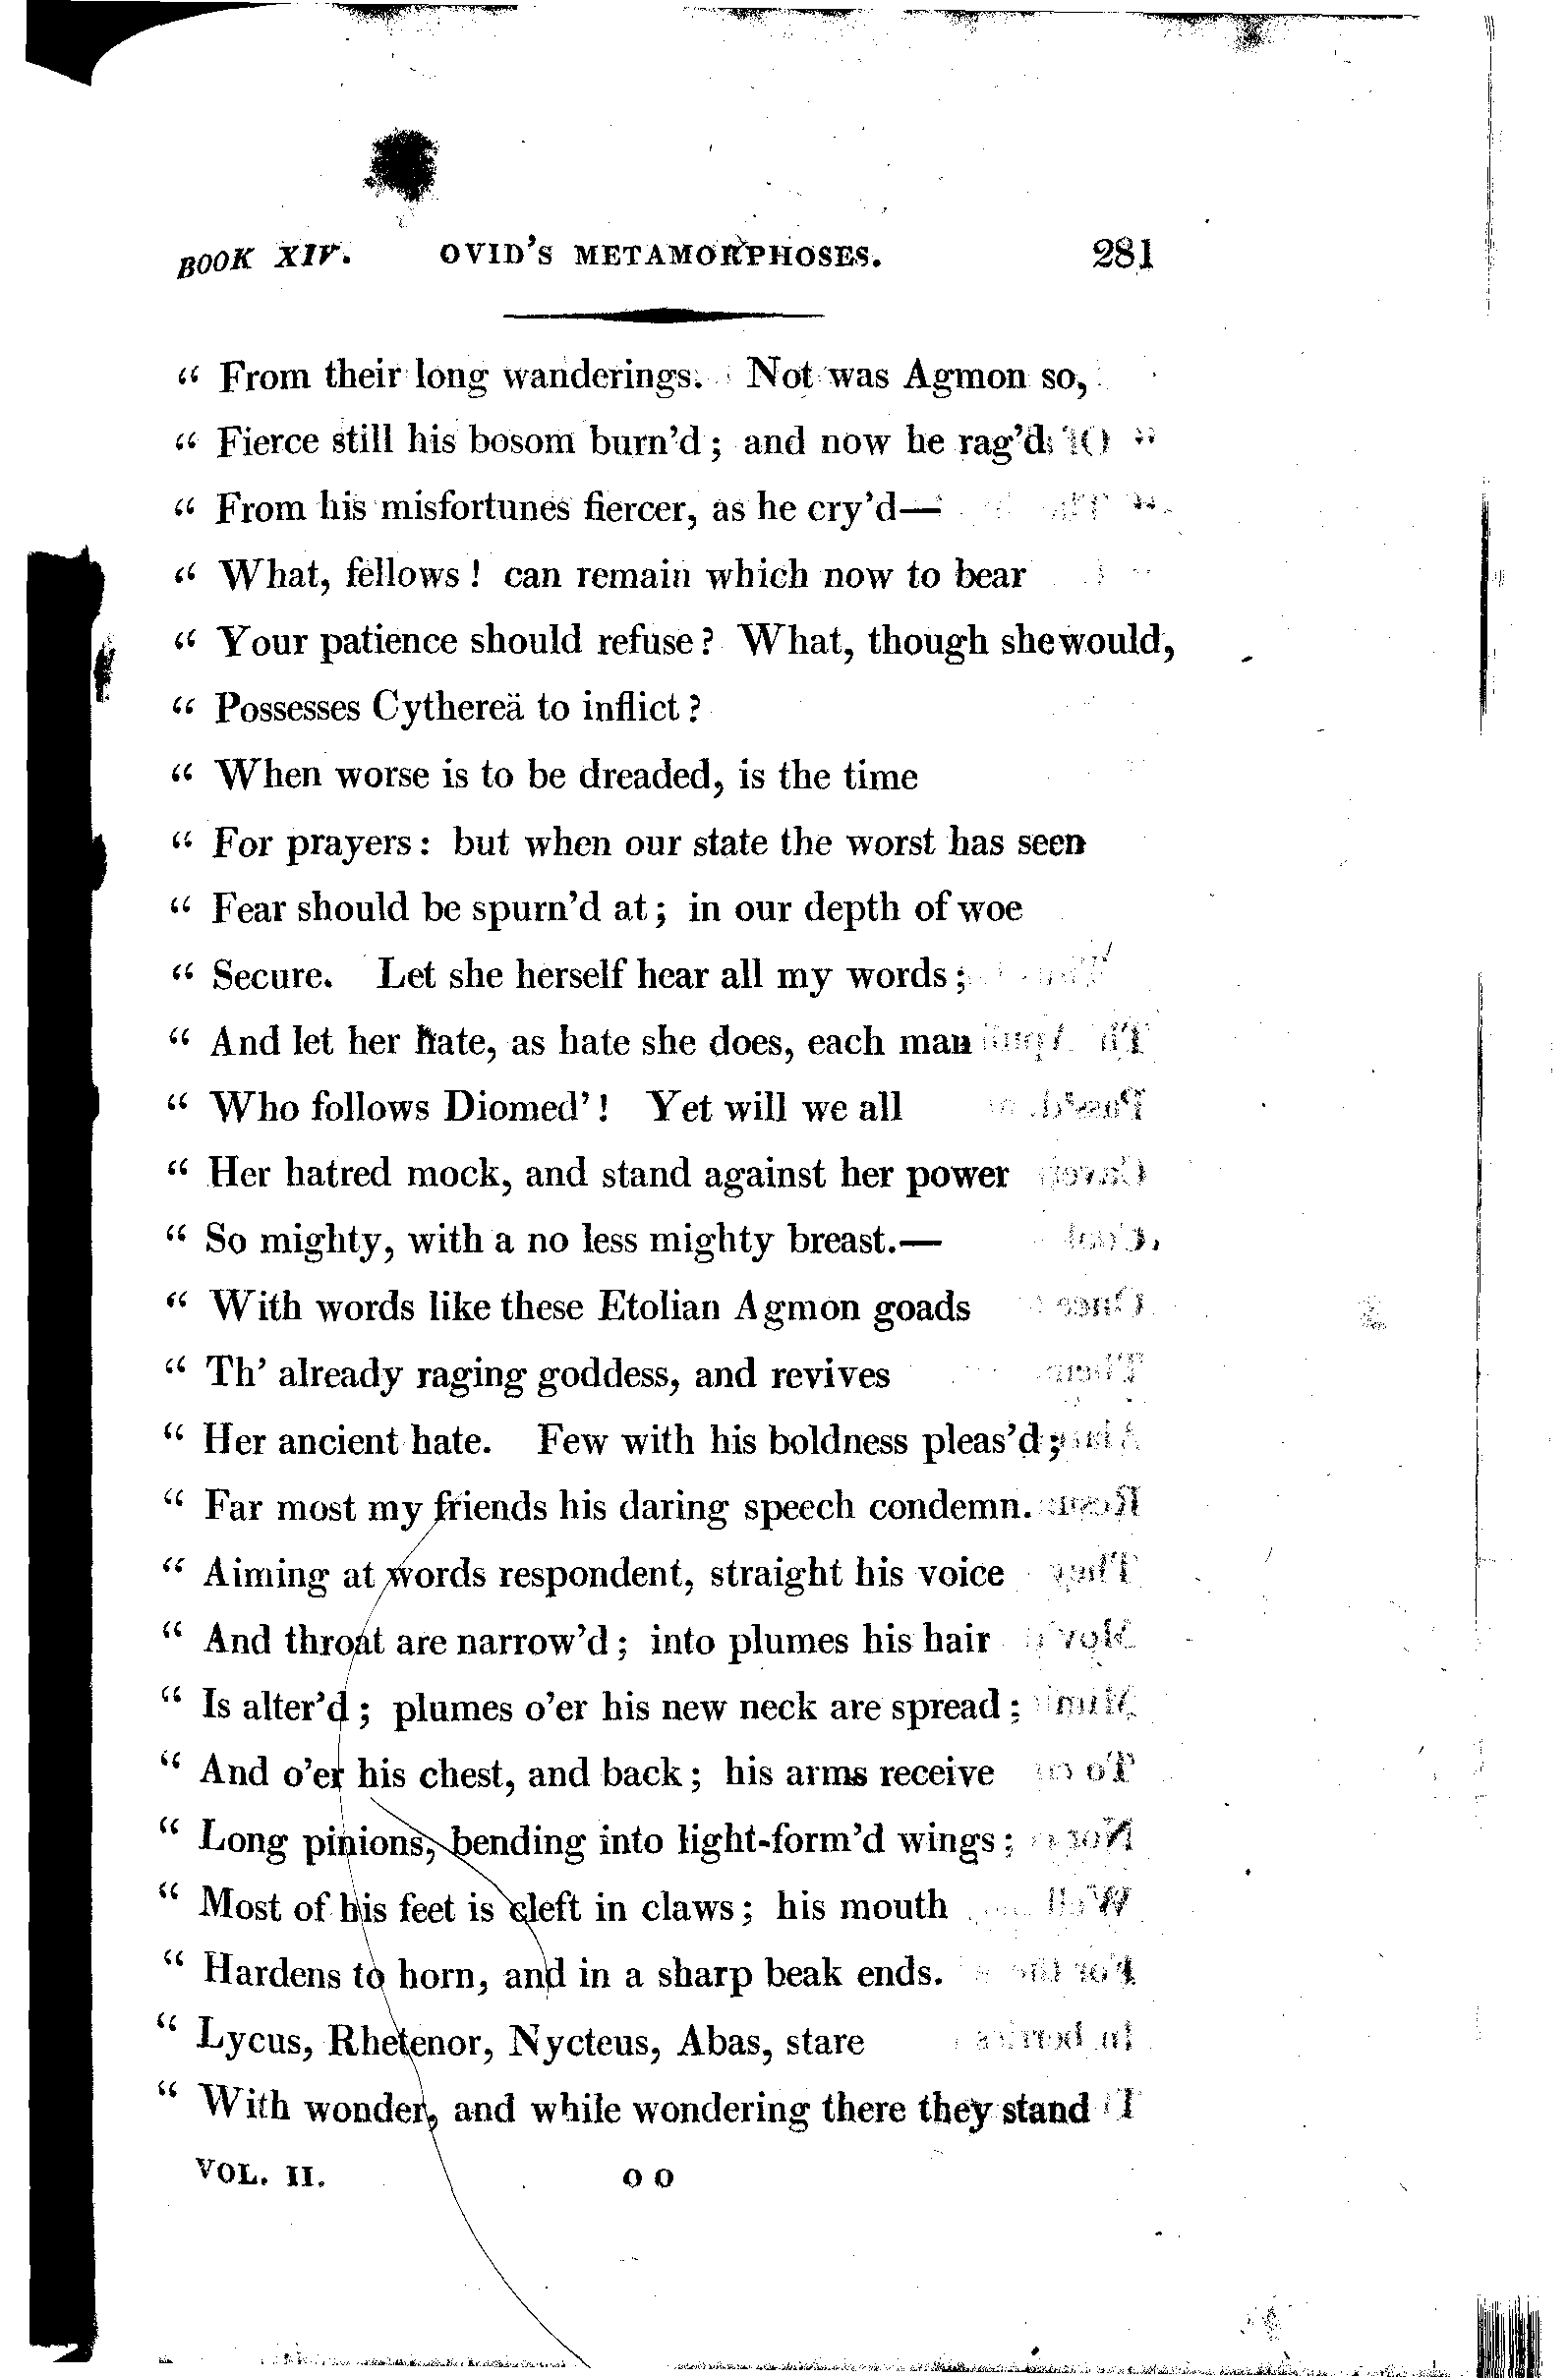 BOOK XIV. OVID'S METAMORPHOSES. 281
“ From their long wanderings. Not was Agmon so,
“ Fierce still his bosom burn'd; and now he rag'd
“ From his misfortunes fiercer, as he cry'd—
“ What, fellows! can remain which now to bear
“ Your patience should refuse? What, though she would,
“ Possesses Cythereä to inflict?
“ When worse is to be dreaded, is the time
“ For prayers: but when our state the worst has seen
“ Fear should be spurn'd at; in our depth of woe
“ Secure. Let she herself hear all my words;
“ And let her hate, as hate she does, each man
“ Who follows Diomed'! Yet will we all
“ Her hatred mock, and stand against her power
“ So mighty, with a no less mighty breast.—
“ With words like these Etolian Agmon goads
“ Th' already raging goddess, and revives
“ Her ancient hate. Few with his boldness pleas'd;
“ Far most my friends his daring speech condemn.
“ Aiming at words respondent, straight his voice
“ And throat are narrow'd; into plumes his hair
“ Is alter'd; plumes o'er his new neck are spread;
“ And o'er his chest, and back; his arms receive
“ Long pinions, bending into light-form'd wings;
“ Most of his feet is cleft in claws; his mouth
“ Hardens to horn, and in a sharp beak ends.
“ Lycus, Rhetenor, Nycteus, Abas, stare
“ With wonder, and while wondering there they stand
VOL. II. O O